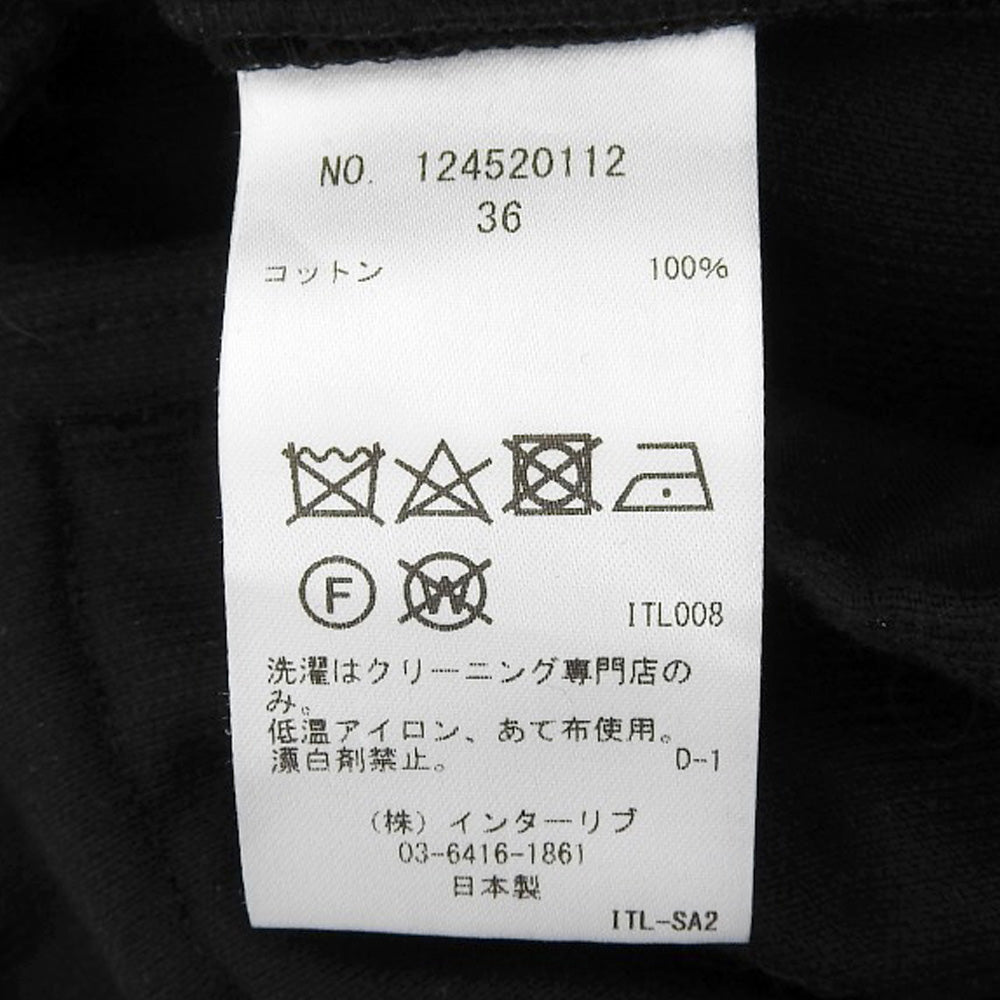 NO. 124520112
36
コットン 100%
F W
ITL008
洗濯はクリーニング専門店の
み。
低温アイロン、あて布使用。
漂白剤禁止。 D-1
(株)インターリブ
03-6416-1861
日本製
ITL-SA2